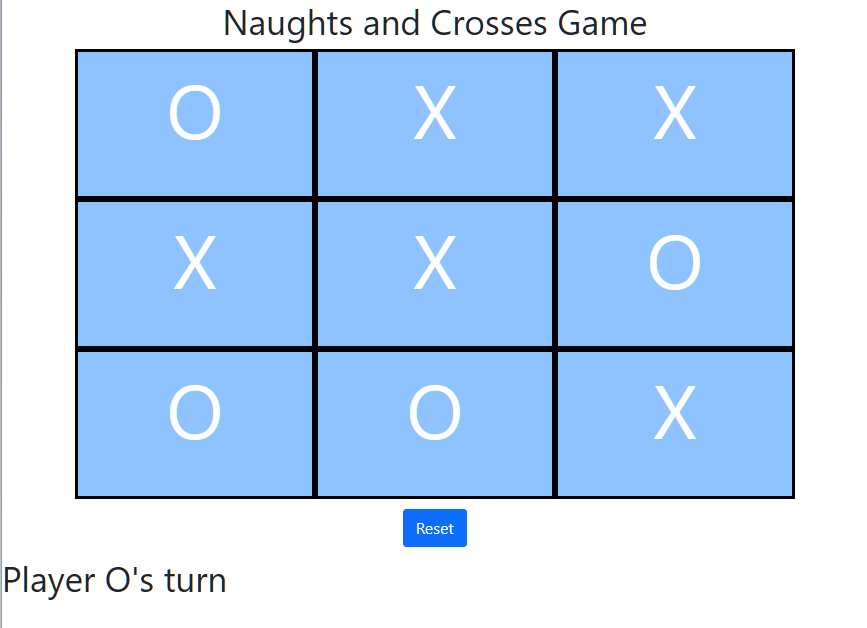 Naughts and Crosses Game
O X X
X X O
O O X
Reset
Player O's turn